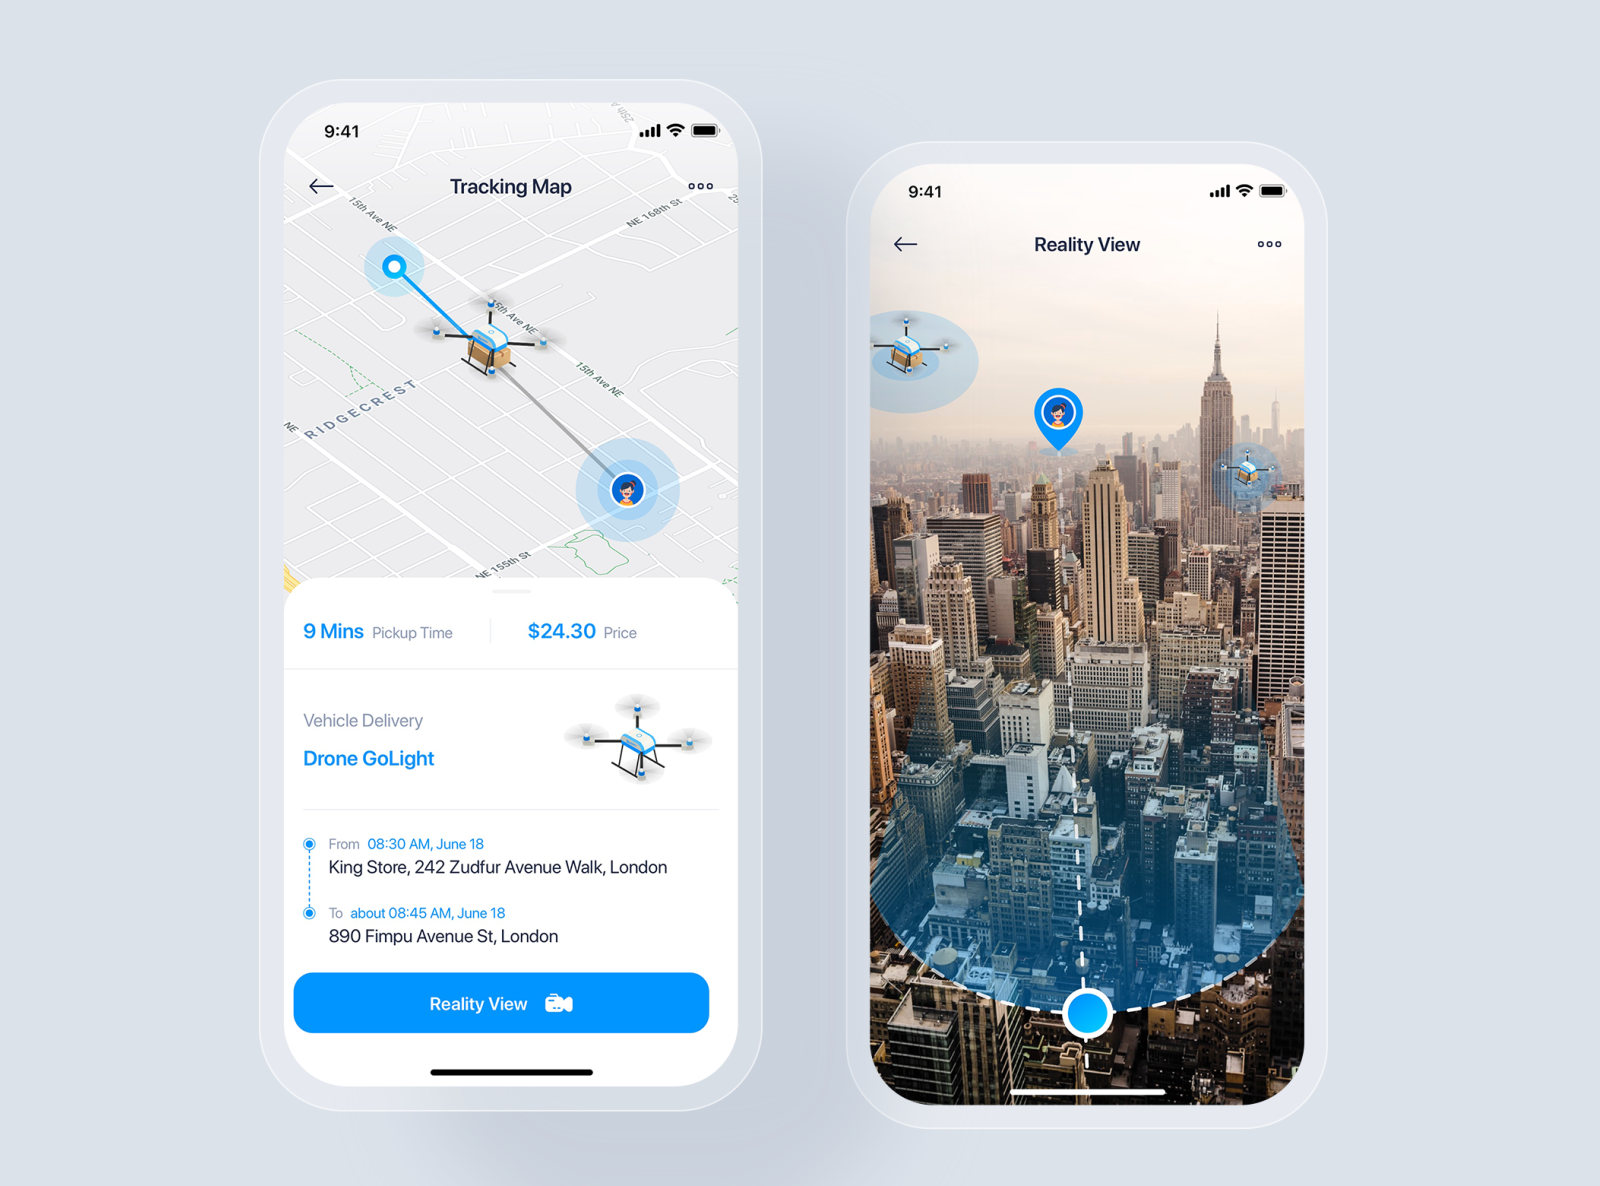 9:41
Tracking Map
25th A
15th Ave NE
NE 168th St
15th Ave NE
15th Ave NE
RIDGECREST
NE
NE 155th St
9 Mins Pickup Time
$24.30 Price
Vehicle Delivery
Drone GoLight
From 08:30 AM, June 18
King Store, 242 Zudfur Avenue Walk, London
To about 08:45 AM, June 18
890 Fimpu Avenue St, London
Reality View
9:41
Reality View